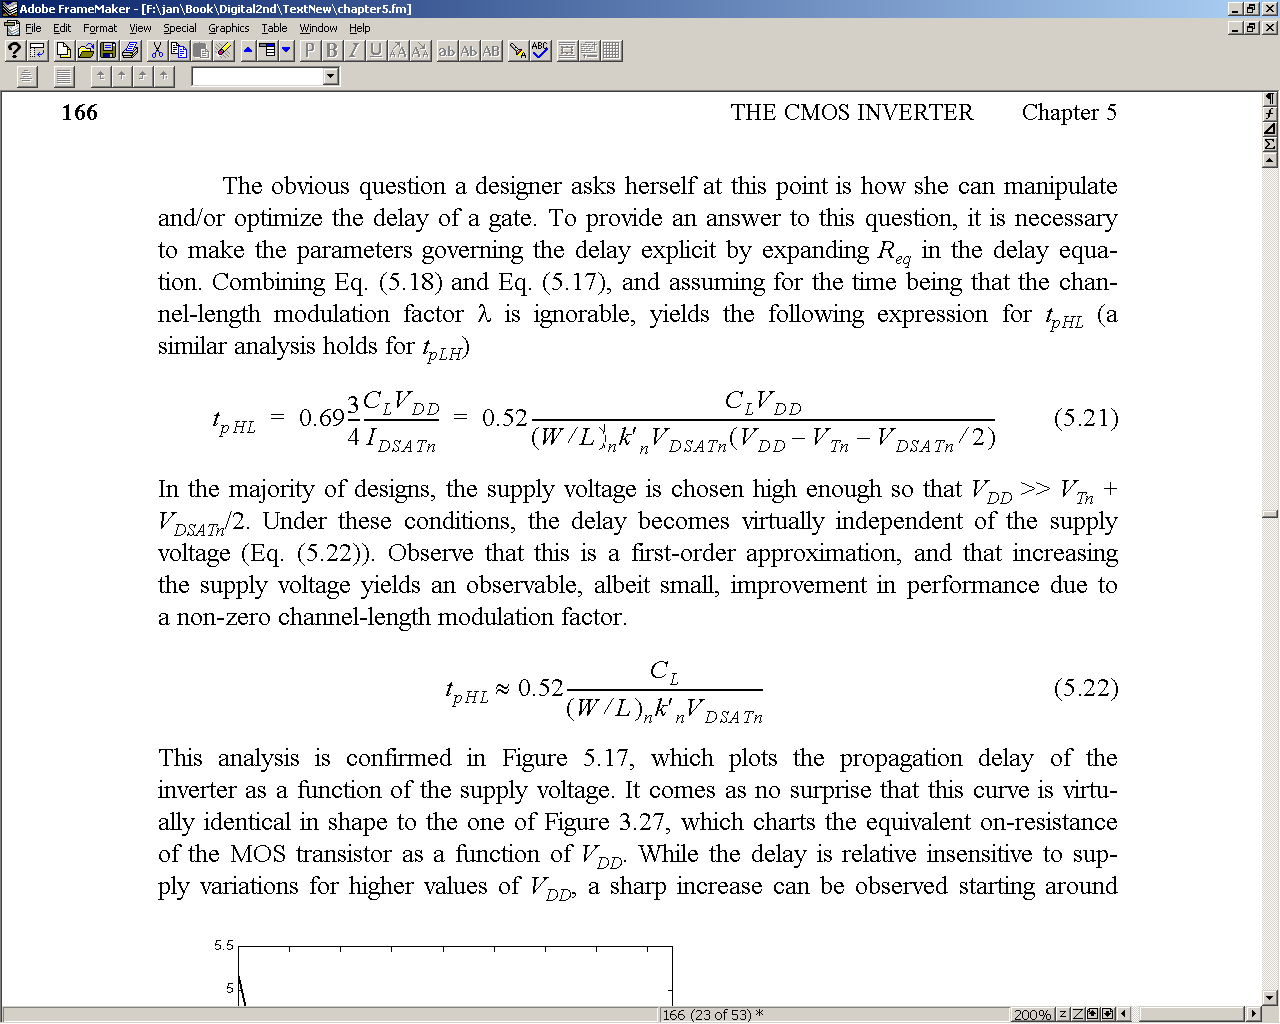 Adobe FrameMaker - [F:\jan\Book\Digital2nd\TextNew\chapter5.fm]
File Edit Format View Special Graphics Table Window Help
166 THE CMOS INVERTER Chapter 5
The obvious question a designer asks herself at this point is how she can manipulate
and/or optimize the delay of a gate. To provide an answer to this question, it is necessary
to make the parameters governing the delay explicit by expanding R_eq in the delay equa-
tion. Combining Eq. (5.18) and Eq. (5.17), and assuming for the time being that the chan-
nel-length modulation factor λ is ignorable, yields the following expression for t_pHL (a
similar analysis holds for t_pLH)
t_pHL = 0.69 3/4 C_L V_DD / I_DSATn = 0.52 C_L V_DD / (W/L)_n k′_n V_DSATn (V_DD – V_Tn – V_DSATn/2) (5.21)
In the majority of designs, the supply voltage is chosen high enough so that V_DD >> V_Tn +
V_DSATn/2. Under these conditions, the delay becomes virtually independent of the supply
voltage (Eq. (5.22)). Observe that this is a first-order approximation, and that increasing
the supply voltage yields an observable, albeit small, improvement in performance due to
a non-zero channel-length modulation factor.
t_pHL ≈ 0.52 C_L / (W/L)_n k′_n V_DSATn (5.22)
This analysis is confirmed in Figure 5.17, which plots the propagation delay of the
inverter as a function of the supply voltage. It comes as no surprise that this curve is virtu-
ally identical in shape to the one of Figure 3.27, which charts the equivalent on-resistance
of the MOS transistor as a function of V_DD. While the delay is relative insensitive to sup-
ply variations for higher values of V_DD, a sharp increase can be observed starting around
5.5
5
166 (23 of 53) * 200%